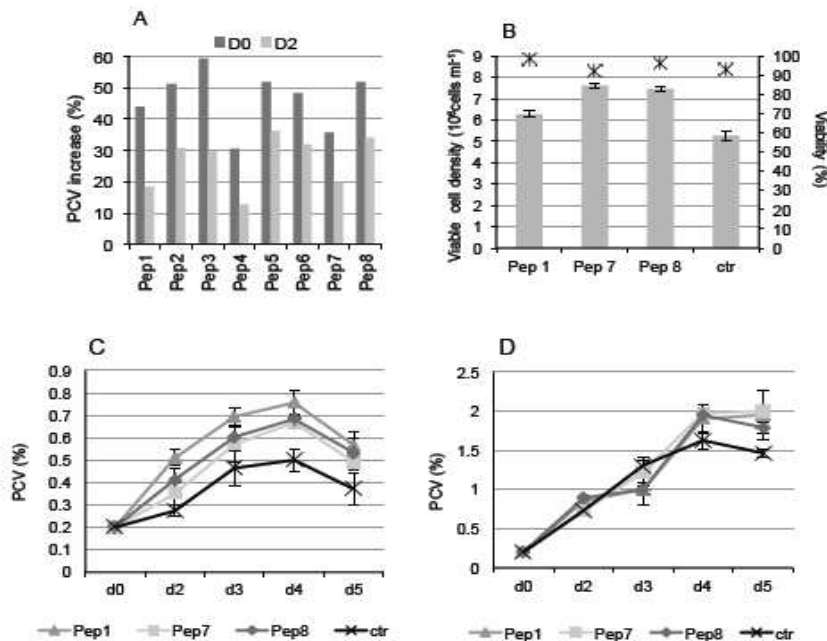 A
D0 D2
PCV increase (%)
60
50
40
30
20
10
0
Pep1 Pep2 Pep3 Pep4 Pep5 Pep6 Pep7 Pep8
B
Viable cell density (10⁶cells ml⁻¹)
9
8
7
6
5
4
3
2
1
0
100
90
80
70
60
50
40
30
20
10
0
Viability (%)
Pep 1 Pep 7 Pep 8 ctr
C
PCV (%)
0.9
0.8
0.7
0.6
0.5
0.4
0.3
0.2
0.1
0
d0 d2 d3 d4 d5
Pep1 Pep7 Pep8 ctr
D
PCV (%)
2.5
2
1.5
1
0.5
0
d0 d2 d3 d4 d5
Pep1 Pep7 Pep8 ctr